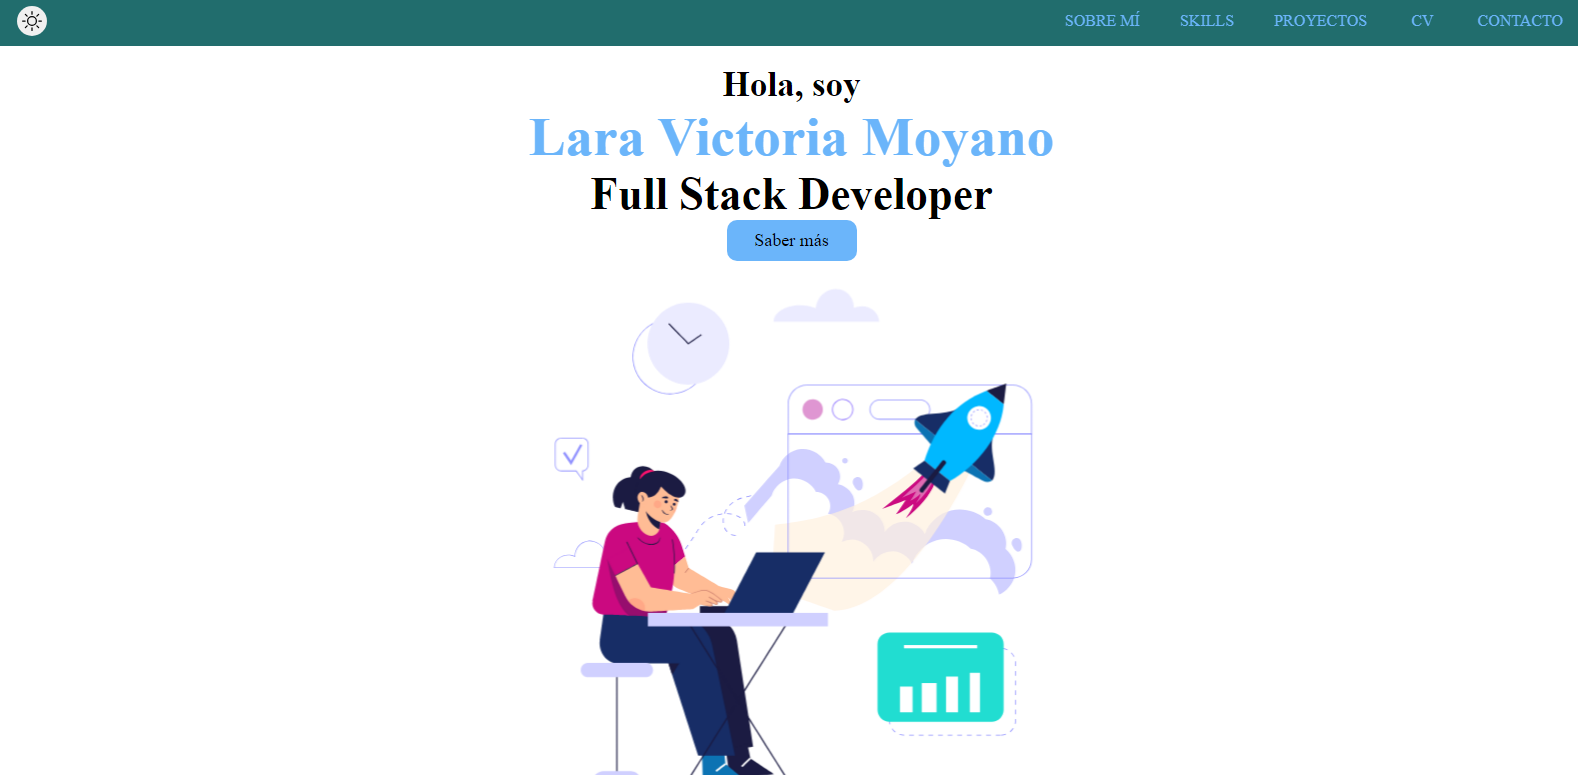 SOBRE MÍ SKILLS PROYECTOS CV CONTACTO
Hola, soy
Lara Victoria Moyano
Full Stack Developer
Saber más